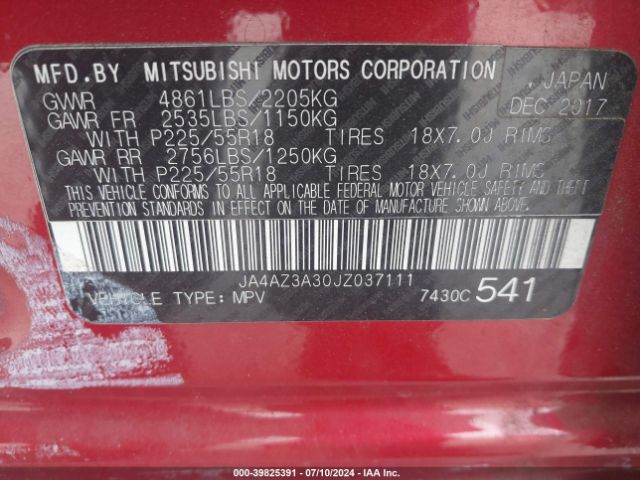 MFD.BY MITSUBISHI MOTORS CORPORATION JAPAN
GVWR 4861LBS/2205KG DEC 2017
GAWR FR 2535LBS/1150KG
WITH P225/55R18 TIRES 18X7.0J RIMS
GAWR RR 2756LBS/1250KG
WITH P225/55R18 TIRES 18X7.0J RIMS
THIS VEHICLE CONFORMS TO ALL APPLICABLE FEDERAL MOTOR VEHICLE SAFETY AND THEFT
PREVENTION STANDARDS IN EFFECT ON THE DATE OF MANUFACTURE SHOWN ABOVE.
JA4AZ3A30JZ037111
VEHICLE TYPE: MPV 7430C 541
000-39825391 - 07/10/2024 - IAA Inc.